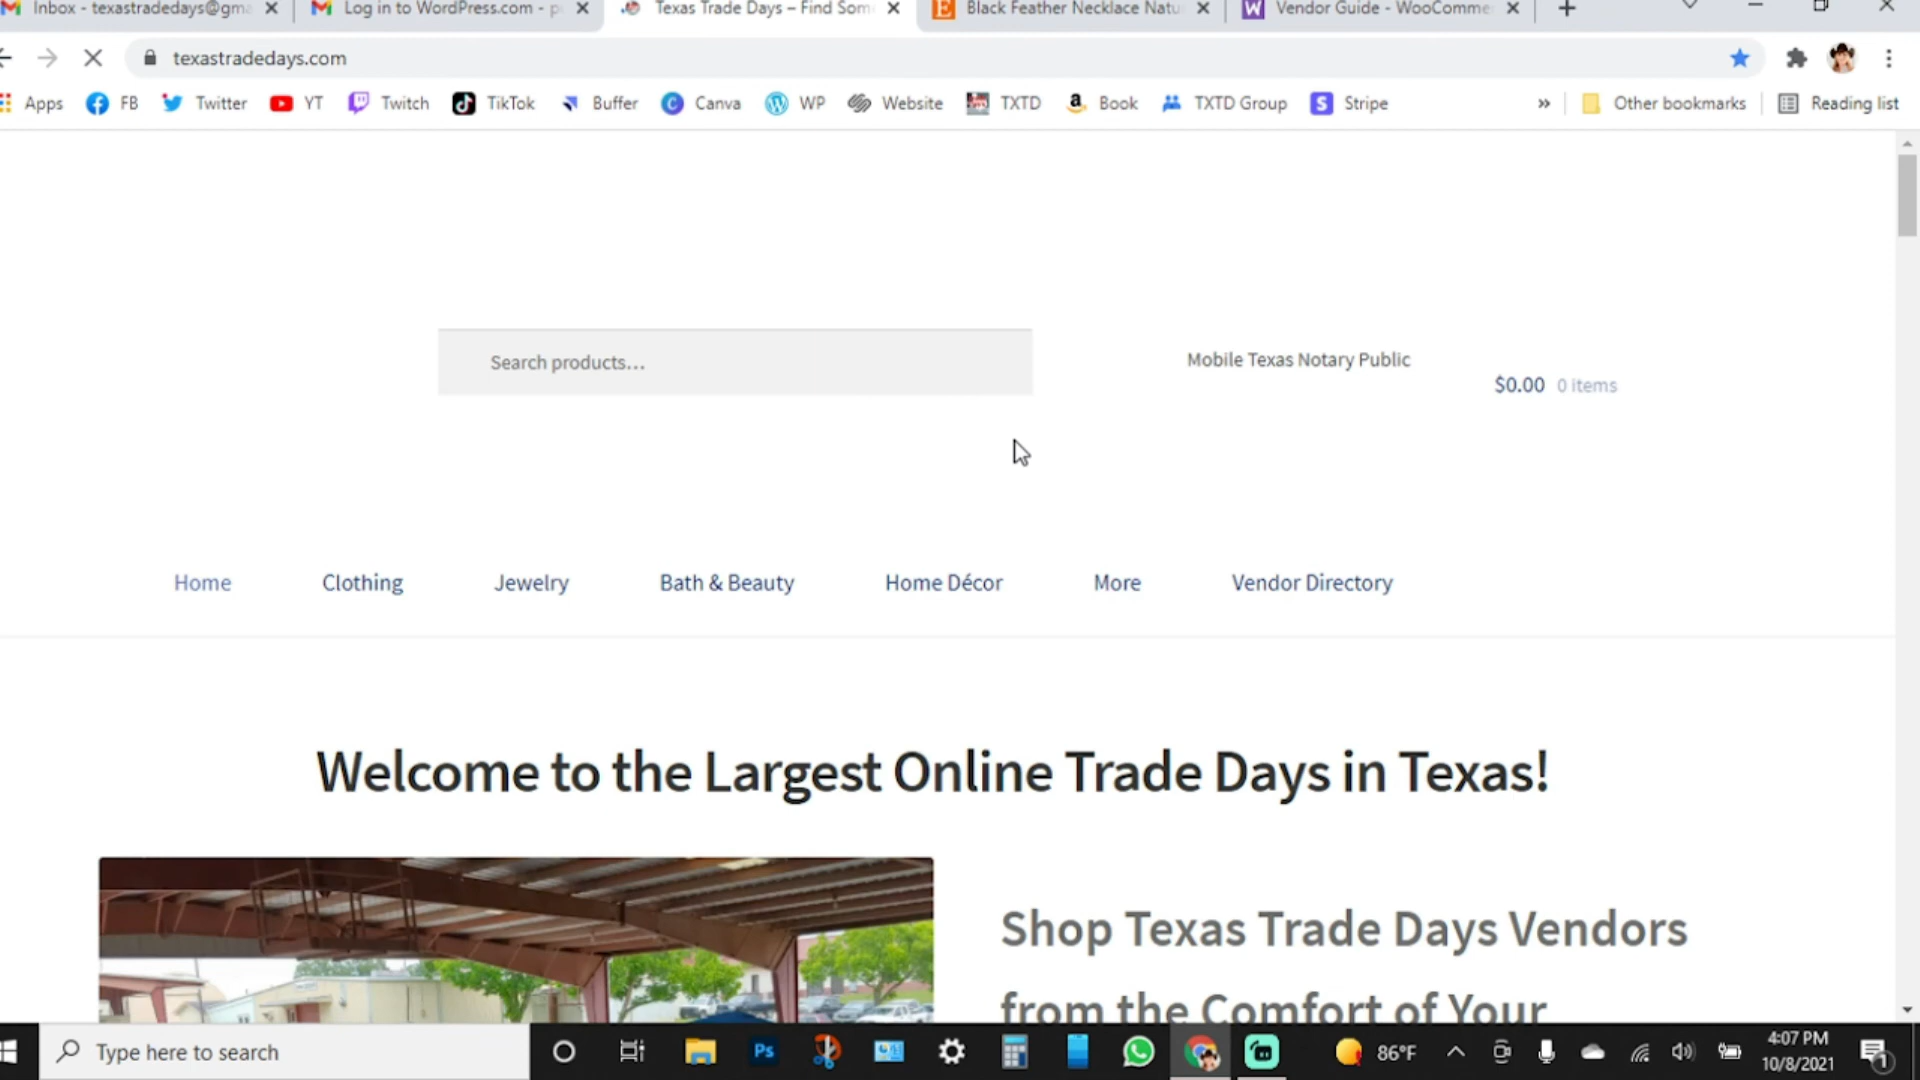 Inbox - texastradedays@gma
Log in to WordPress.com - p
Texas Trade Days – Find Som
Black Feather Necklace Natu
Vendor Guide - WooComme
texastradedays.com
Apps
FB
Twitter
YT
Twitch
TikTok
Buffer
Canva
WP
Website
TXTD
Book
TXTD Group
Stripe
»
Other bookmarks
Reading list
Search products…
Mobile Texas Notary Public
$0.00 0 items
Home
Clothing
Jewelry
Bath & Beauty
Home Décor
More
Vendor Directory
Welcome to the Largest Online Trade Days in Texas!
Shop Texas Trade Days Vendors
from the Comfort of Your
Type here to search
Ps
86°F
4:07 PM
10/8/2021
1